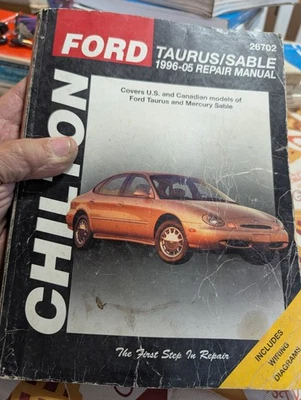 26702
FORD
TAURUS/SABLE
1996-05 REPAIR MANUAL
Covers U.S. and Canadian models of
Ford Taurus and Mercury Sable
CHILTON
The First Step In Repair
INCLUDES
WIRING
DIAGRAMS